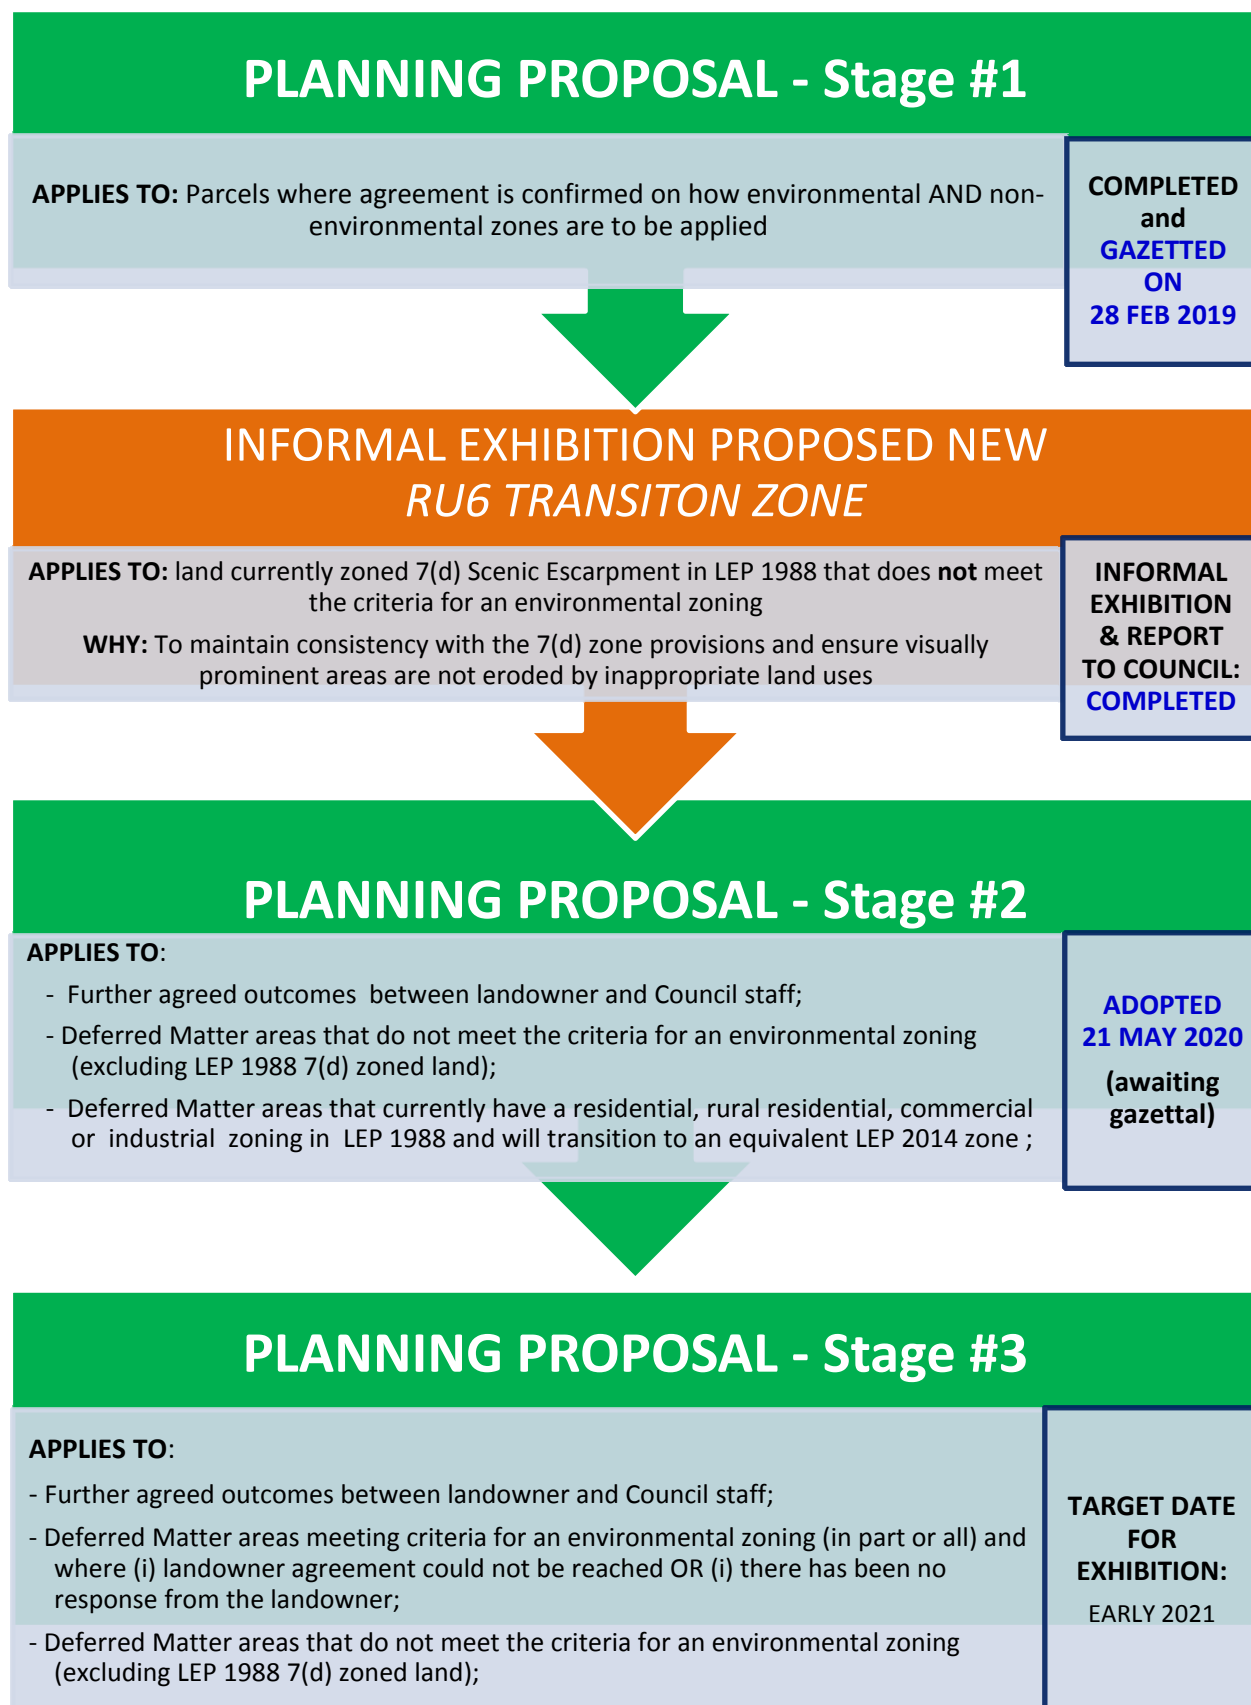 PLANNING PROPOSAL - Stage #1
APPLIES TO: Parcels where agreement is confirmed on how environmental AND non-
environmental zones are to be applied
COMPLETED
and
GAZETTED
ON
28 FEB 2019
INFORMAL EXHIBITION PROPOSED NEW
RU6 TRANSITON ZONE
APPLIES TO: land currently zoned 7(d) Scenic Escarpment in LEP 1988 that does not meet
the criteria for an environmental zoning
WHY: To maintain consistency with the 7(d) zone provisions and ensure visually
prominent areas are not eroded by inappropriate land uses
INFORMAL
EXHIBITION
& REPORT
TO COUNCIL:
COMPLETED
PLANNING PROPOSAL - Stage #2
APPLIES TO:
- Further agreed outcomes between landowner and Council staff;
- Deferred Matter areas that do not meet the criteria for an environmental zoning
(excluding LEP 1988 7(d) zoned land);
- Deferred Matter areas that currently have a residential, rural residential, commercial
or industrial zoning in LEP 1988 and will transition to an equivalent LEP 2014 zone ;
ADOPTED
21 MAY 2020
(awaiting
gazettal)
PLANNING PROPOSAL - Stage #3
APPLIES TO:
- Further agreed outcomes between landowner and Council staff;
- Deferred Matter areas meeting criteria for an environmental zoning (in part or all) and
where (i) landowner agreement could not be reached OR (i) there has been no
response from the landowner;
- Deferred Matter areas that do not meet the criteria for an environmental zoning
(excluding LEP 1988 7(d) zoned land);
TARGET DATE
FOR
EXHIBITION:
EARLY 2021